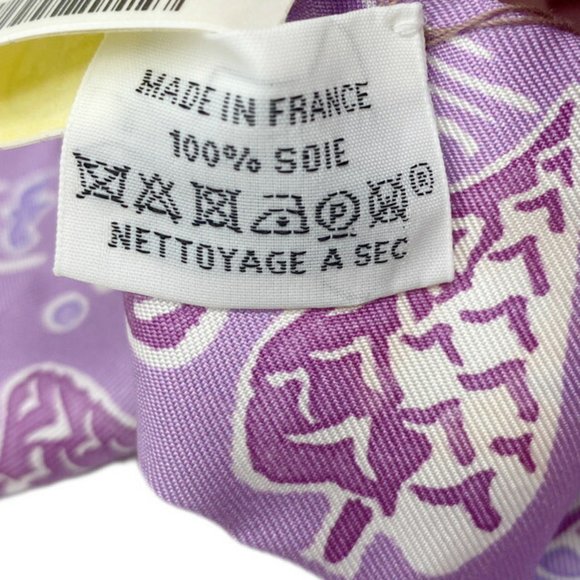 MADE IN FRANCE
100% SOIE
P W ®
NETTOYAGE A SEC